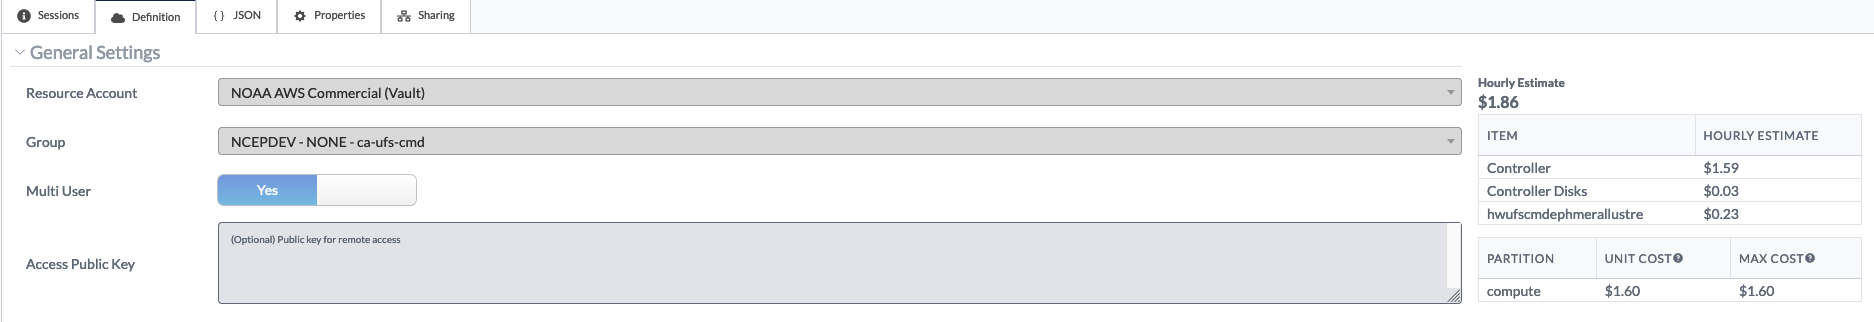 Sessions
Definition
{ } JSON
Properties
Sharing
General Settings
Resource Account
NOAA AWS Commercial (Vault)
Group
NCEPDEV - NONE - ca-ufs-cmd
Multi User
Yes
Access Public Key
(Optional) Public key for remote access
Hourly Estimate
$1.86
ITEM HOURLY ESTIMATE
Controller $1.59
Controller Disks $0.03
hwufscmdephmerallustre $0.23
PARTITION UNIT COST MAX COST
compute $1.60 $1.60